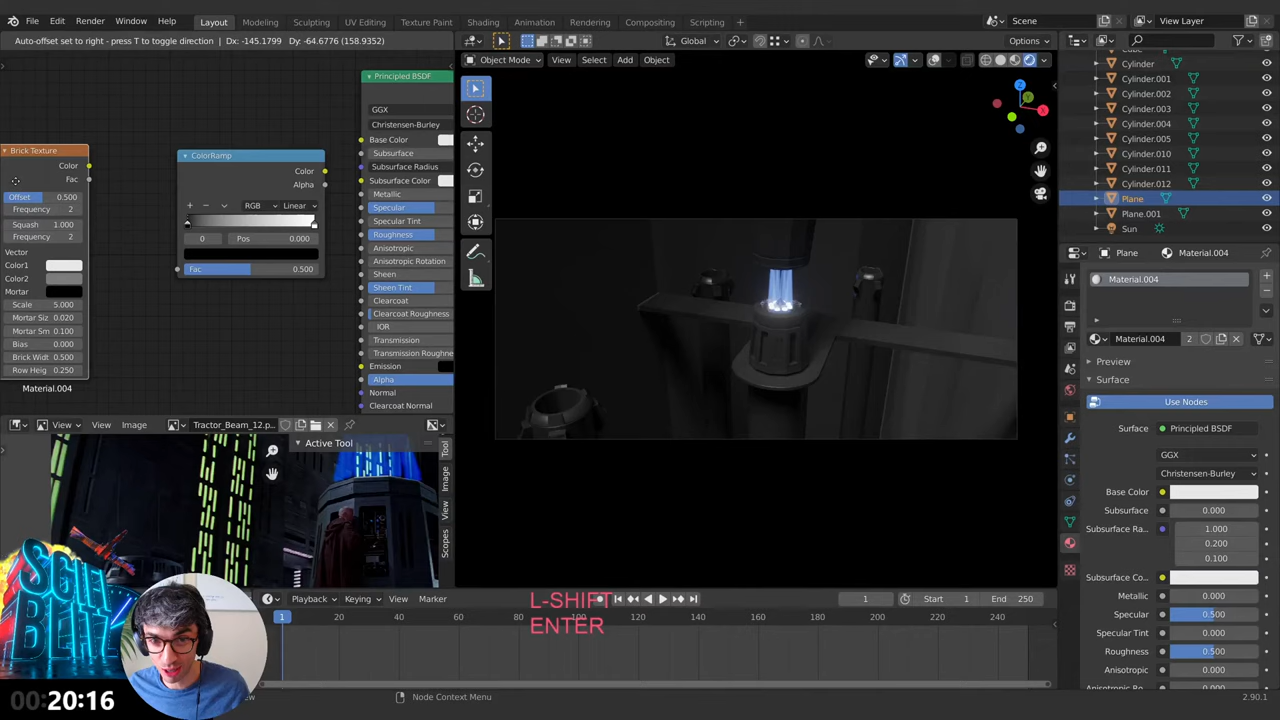 File Edit Render Window Help Layout Modeling Sculpting UV Editing Texture Paint Shading Animation Rendering Compositing Scripting + Scene View Layer
Auto-offset set to right - press T to toggle direction | Dx: -145.1799 Dy: -64.6776 (158.9352)
Global
Options
Object Mode View Select Add Object
Brick Texture
Color
Fac
Offset 0.500
Frequency 2
Squash 1.000
Frequency 2
Vector
Color1
Color2
Mortar
Scale 5.000
Mortar Siz 0.020
Mortar Sm 0.100
Bias 0.000
Brick Widt 0.500
Row Heig 0.250
Material.004
ColorRamp
Color
Alpha
RGB Linear
0 Pos 0.000
Fac 0.500
Principled BSDF
GGX
Christensen-Burley
Base Color
Subsurface
Subsurface Radius
Subsurface Color
Metallic
Specular
Specular Tint
Roughness
Anisotropic
Anisotropic Rotation
Sheen
Sheen Tint
Clearcoat
Clearcoat Roughness
IOR
Transmission
Transmission Roughne
Emission
Alpha
Normal
Clearcoat Normal
X
Z
Cylinder
Cylinder.001
Cylinder.002
Cylinder.003
Cylinder.004
Cylinder.005
Cylinder.010
Cylinder.011
Cylinder.012
Plane
Plane.001
Sun
Plane Material.004
Material.004
Material.004 2
Preview
Surface
Use Nodes
Surface Principled BSDF
GGX
Christensen-Burley
Base Color
Subsurface 0.000
Subsurface Ra... 1.000
0.200
0.100
Subsurface Co...
Metallic 0.000
Specular 0.500
Specular Tint 0.000
Roughness 0.500
Anisotropic 0.000
View View Image Tractor_Beam_12.p...
Active Tool
Tool
Image
View
Scopes
Playback Keying View Marker
1 Start 1 End 250
1 20 40 60 80 100 120 140 160 180 200 220 240
L-SHIFT
ENTER
SCIFI
BLITZ
00:20:16
Node Context Menu
2.90.1